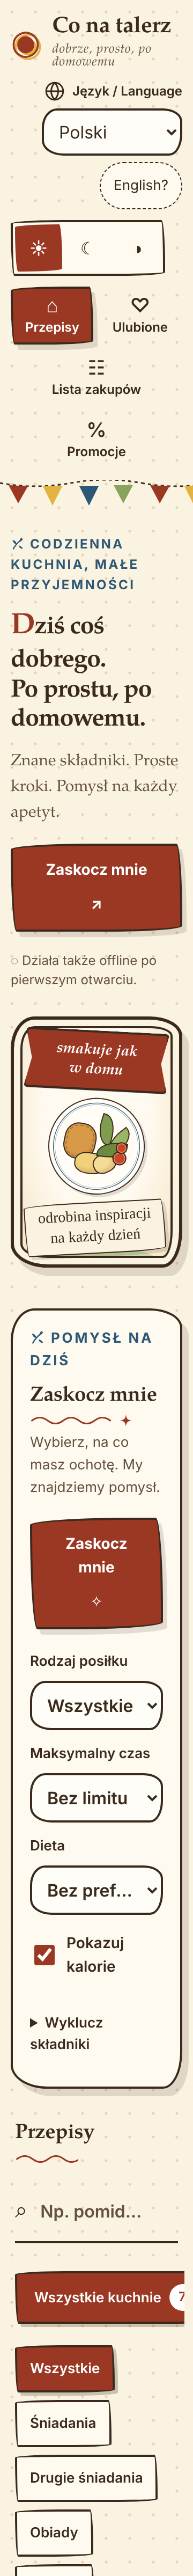 Co na talerz
dobrze, prosto, po
domowemu
Język / Language
Polski
English?
Przepisy
Ulubione
Lista zakupów
%
Promocje
CODZIENNA
KUCHNIA, MAŁE
PRZYJEMNOŚCI
Dziś coś
dobrego.
Po prostu, po
domowemu.
Znane składniki. Proste
kroki. Pomysł na każdy
apetyt.
Zaskocz mnie
Działa także offline po
pierwszym otwarciu.
smakuje jak
w domu
odrobina inspiracji
na każdy dzień
POMYSŁ NA
DZIŚ
Zaskocz mnie
Wybierz, na co
masz ochotę. My
znajdziemy pomysł.
Zaskocz
mnie
Rodzaj posiłku
Wszystkie
Maksymalny czas
Bez limitu
Dieta
Bez pref...
Pokazuj
kalorie
Wyklucz
składniki
Przepisy
Np. pomid...
Wszystkie kuchnie
Wszystkie
Śniadania
Drugie śniadania
Obiady